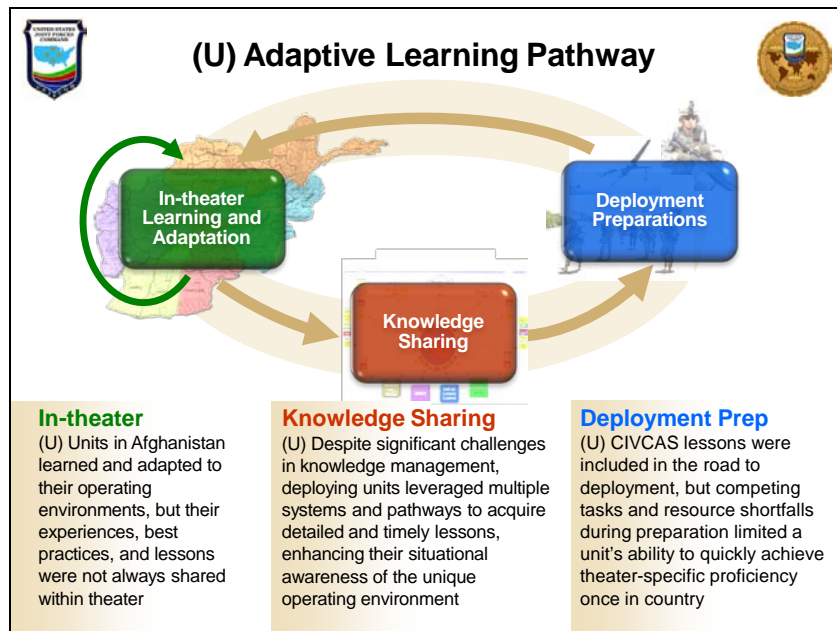 UNITED STATES
JOINT FORCES
COMMAND
(U) Adaptive Learning Pathway
In-theater
Learning and
Adaptation
Deployment
Preparations
Knowledge
Sharing
In-theater
(U) Units in Afghanistan
learned and adapted to
their operating
environments, but their
experiences, best
practices, and lessons
were not always shared
within theater
Knowledge Sharing
(U) Despite significant challenges
in knowledge management,
deploying units leveraged multiple
systems and pathways to acquire
detailed and timely lessons,
enhancing their situational
awareness of the unique
operating environment
Deployment Prep
(U) CIVCAS lessons were
included in the road to
deployment, but competing
tasks and resource shortfalls
during preparation limited a
unit's ability to quickly achieve
theater-specific proficiency
once in country